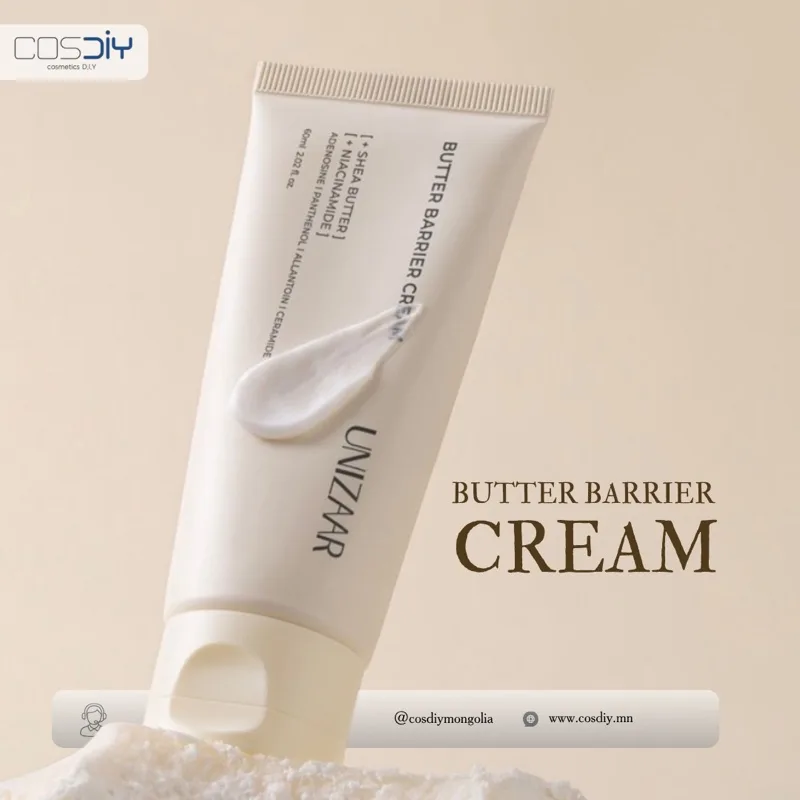 COSDiY
cosmetics D.I.Y
BUTTER BARRIER CREAM
[ + SHEA BUTTER ]
[ + NIACINAMIDE ]
ADENOSINE I PANTHENOL I ALLANTOIN I CERAMIDE
60ml 2.02 fl. oz.
UNIZAAR
BUTTER BARRIER
CREAM
@cosdiymongolia
www.cosdiy.mn